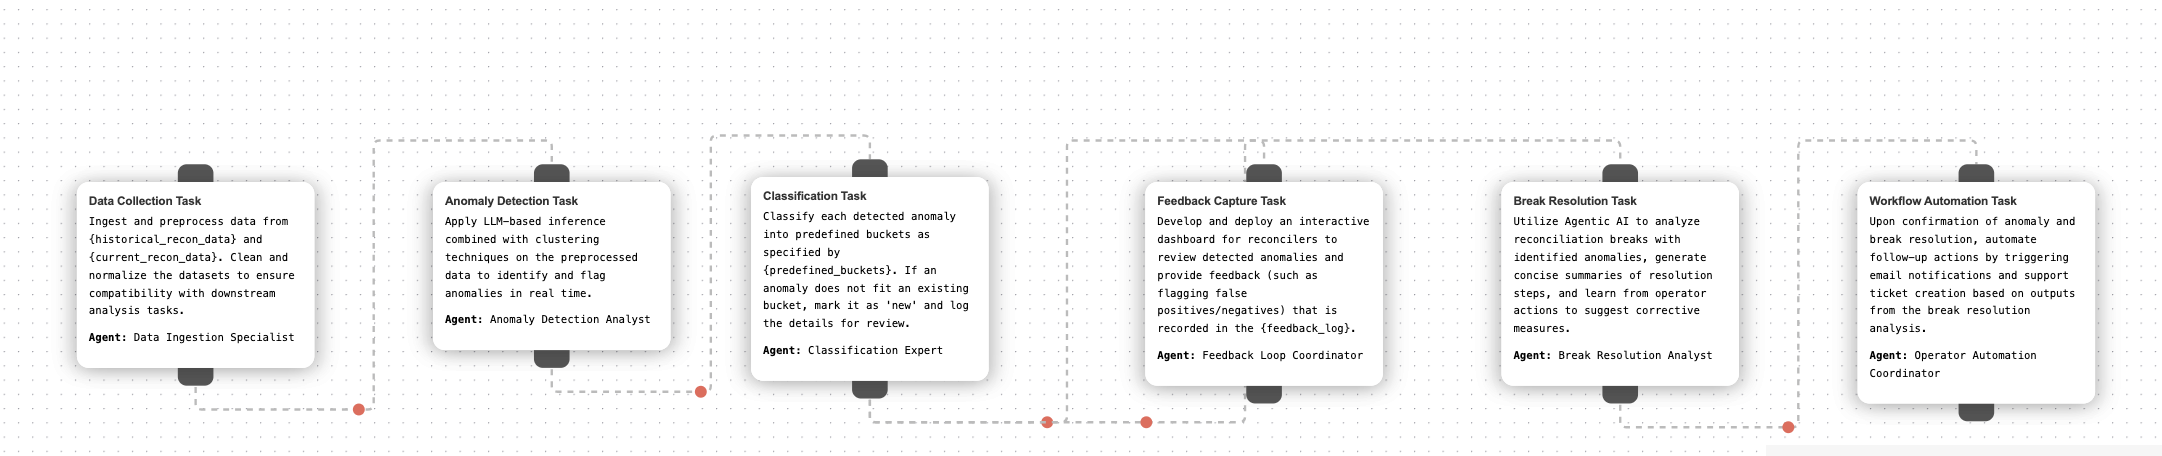 Data Collection Task
Ingest and preprocess data from
{historical_recon_data} and
{current_recon_data}. Clean and
normalize the datasets to ensure
compatibility with downstream
analysis tasks.
Agent: Data Ingestion Specialist
Anomaly Detection Task
Apply LLM-based inference
combined with clustering
techniques on the preprocessed
data to identify and flag
anomalies in real time.
Agent: Anomaly Detection Analyst
Classification Task
Classify each detected anomaly
into predefined buckets as
specified by
{predefined_buckets}. If an
anomaly does not fit an existing
bucket, mark it as 'new' and log
the details for review.
Agent: Classification Expert
Feedback Capture Task
Develop and deploy an interactive
dashboard for reconcilers to
review detected anomalies and
provide feedback (such as
flagging false
positives/negatives) that is
recorded in the {feedback_log}.
Agent: Feedback Loop Coordinator
Break Resolution Task
Utilize Agentic AI to analyze
reconciliation breaks with
identified anomalies, generate
concise summaries of resolution
steps, and learn from operator
actions to suggest corrective
measures.
Agent: Break Resolution Analyst
Workflow Automation Task
Upon confirmation of anomaly and
break resolution, automate
follow-up actions by triggering
email notifications and support
ticket creation based on outputs
from the break resolution
analysis.
Agent: Operator Automation
Coordinator